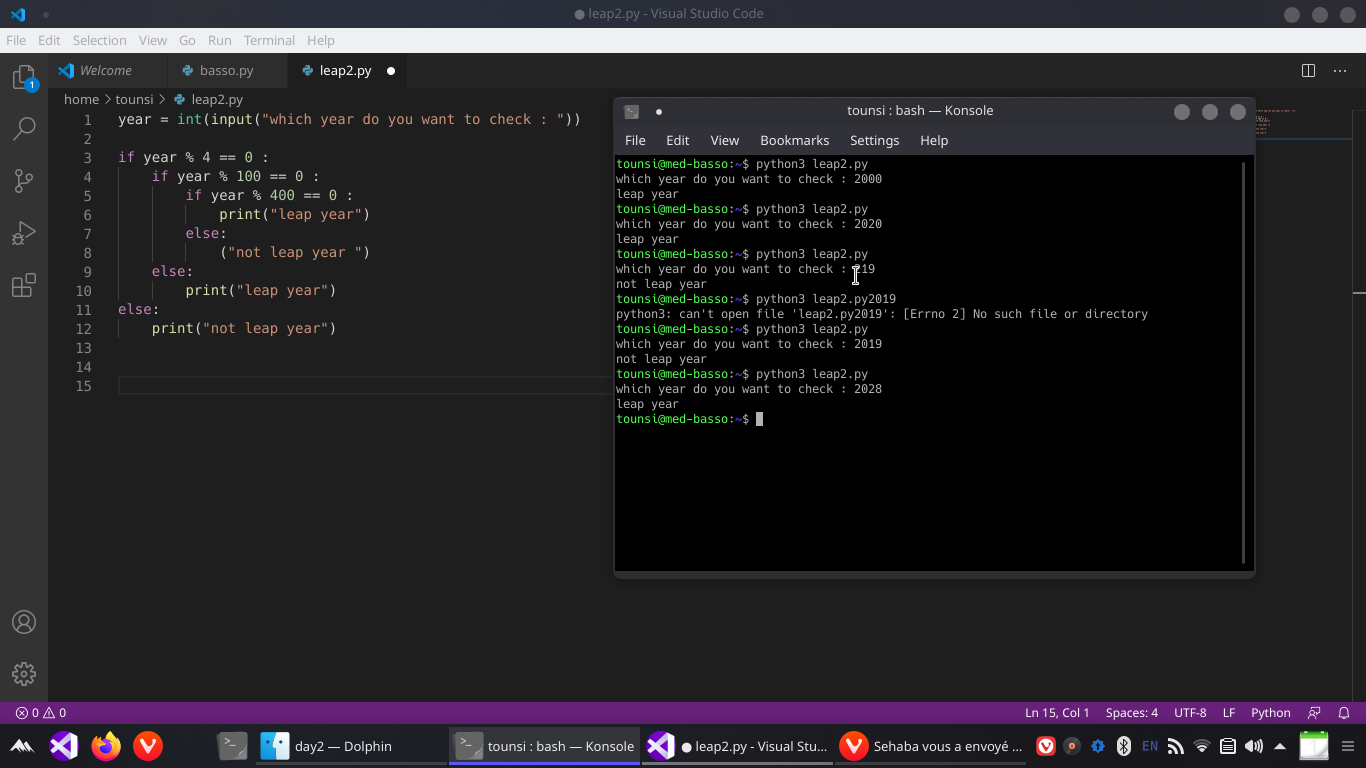 leap2.py - Visual Studio Code
File Edit Selection View Go Run Terminal Help
1
Welcome
basso.py
leap2.py
home > tounsi > leap2.py
1 year = int(input("which year do you want to check : "))
2
3 if year % 4 == 0 :
4 if year % 100 == 0 :
5 if year % 400 == 0 :
6 print("leap year")
7 else:
8 ("not leap year ")
9 else:
10 print("leap year")
11 else:
12 print("not leap year")
13
14
15
tounsi : bash — Konsole
File Edit View Bookmarks Settings Help
tounsi@med-basso:~$ python3 leap2.py
which year do you want to check : 2000
leap year
tounsi@med-basso:~$ python3 leap2.py
which year do you want to check : 2020
leap year
tounsi@med-basso:~$ python3 leap2.py
which year do you want to check : 19
not leap year
tounsi@med-basso:~$ python3 leap2.py2019
python3: can't open file 'leap2.py2019': [Errno 2] No such file or directory
tounsi@med-basso:~$ python3 leap2.py
which year do you want to check : 2019
not leap year
tounsi@med-basso:~$ python3 leap2.py
which year do you want to check : 2028
leap year
tounsi@med-basso:~$
0 0
Ln 15, Col 1 Spaces: 4 UTF-8 LF Python
day2 — Dolphin
tounsi : bash — Konsole
leap2.py - Visual Stu...
Sehaba vous a envoyé ...
EN